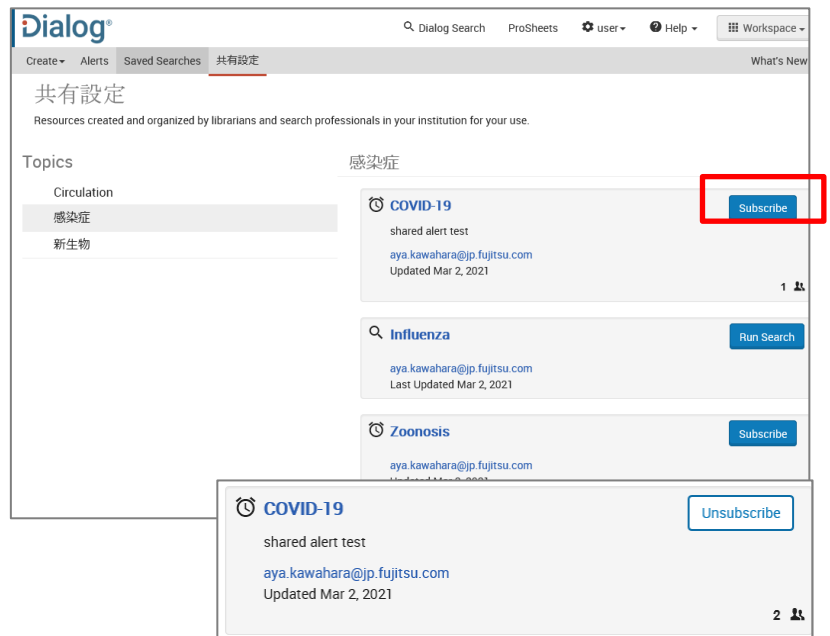 Dialog®
Dialog Search ProSheets user Help Workspace
Create Alerts Saved Searches 共有設定 What's New
共有設定
Resources created and organized by librarians and search professionals in your institution for your use.
Topics
Circulation
感染症
新生物
感染症
COVID-19 Subscribe
shared alert test
aya.kawahara@jp.fujitsu.com
Updated Mar 2, 2021
1
Influenza Run Search
aya.kawahara@jp.fujitsu.com
Last Updated Mar 2, 2021
Zoonosis Subscribe
aya.kawahara@jp.fujitsu.com
Updated Mar 2, 2021
COVID-19 Unsubscribe
shared alert test
aya.kawahara@jp.fujitsu.com
Updated Mar 2, 2021
2